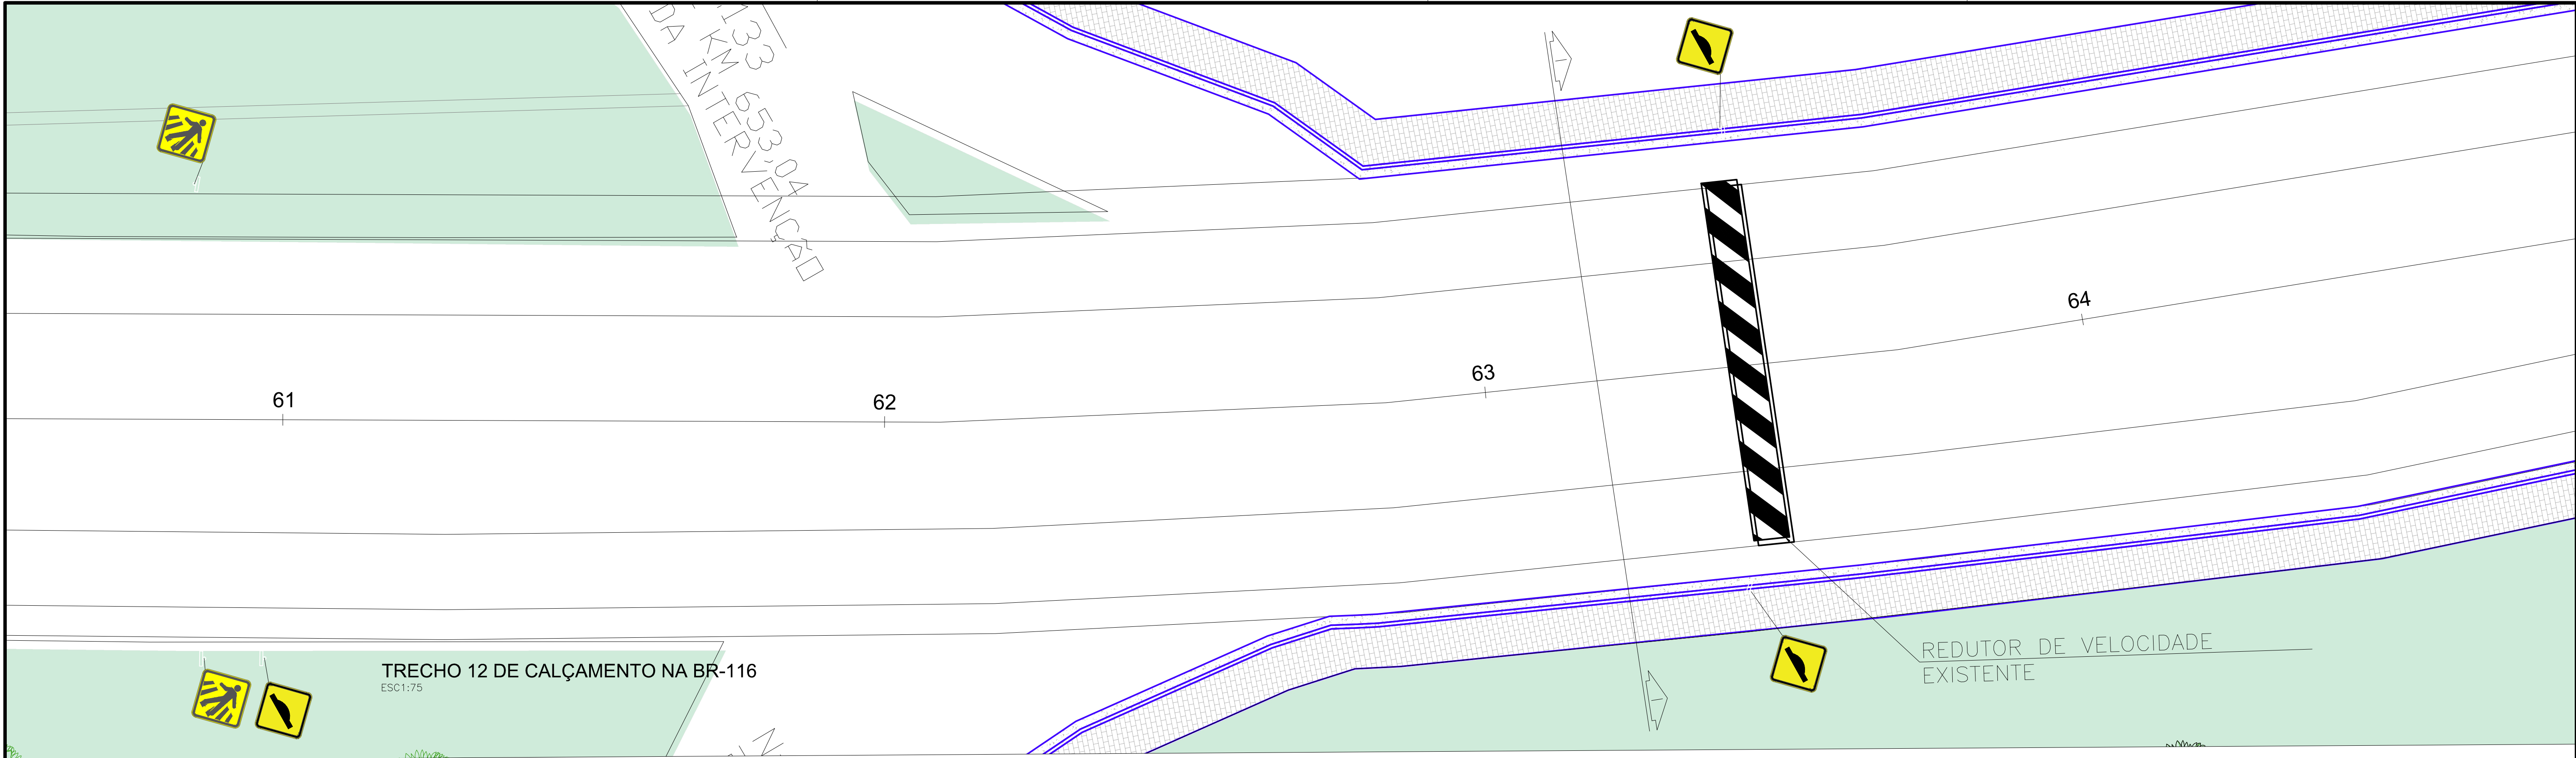 133
KM 653,04
DA INTERVENÇÃO
61
62
63
64
TRECHO 12 DE CALÇAMENTO NA BR-116
ESC1:75
REDUTOR DE VELOCIDADE
EXISTENTE